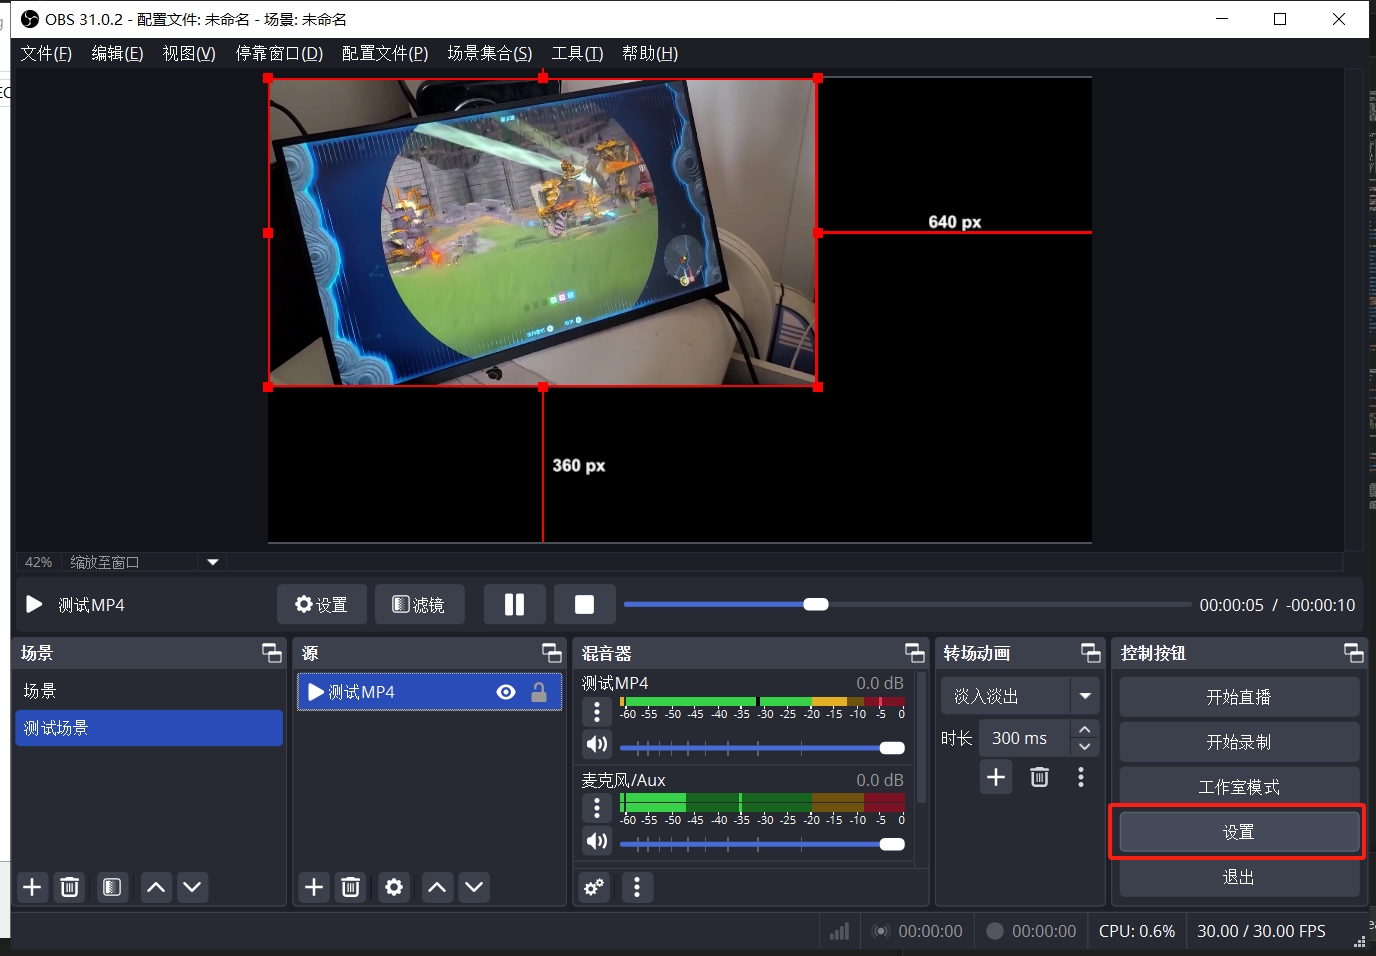 OBS 31.0.2 - 配置文件: 未命名 - 场景: 未命名
文件(F) 编辑(E) 视图(V) 停靠窗口(D) 配置文件(P) 场景集合(S) 工具(T) 帮助(H)
640 px
360 px
42% 缩放至窗口
测试MP4 设置 滤镜 00:00:05 / -00:00:10
场景 源 混音器 转场动画 控制按钮
场景
测试场景
测试MP4
测试MP4 0.0 dB
-60 -55 -50 -45 -40 -35 -30 -25 -20 -15 -10 -5 0
麦克风/Aux 0.0 dB
-60 -55 -50 -45 -40 -35 -30 -25 -20 -15 -10 -5 0
淡入淡出
时长 300 ms
开始直播
开始录制
工作室模式
设置
退出
00:00:00 00:00:00 CPU: 0.6% 30.00 / 30.00 FPS